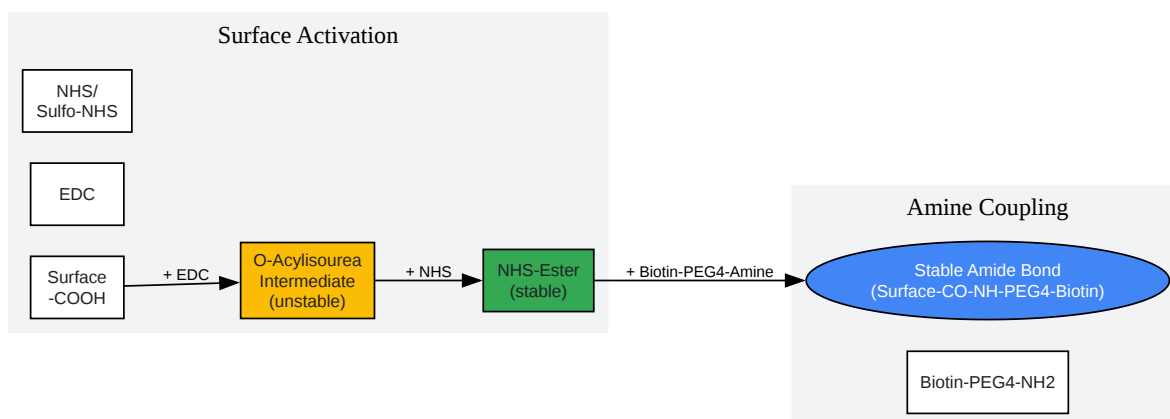 Surface Activation
NHS/
Sulfo-NHS
EDC
Surface
-COOH
+ EDC
O-Acylisourea
Intermediate
(unstable)
+ NHS
NHS-Ester
(stable)
+ Biotin-PEG4-Amine
Amine Coupling
Stable Amide Bond
(Surface-CO-NH-PEG4-Biotin)
Biotin-PEG4-NH2